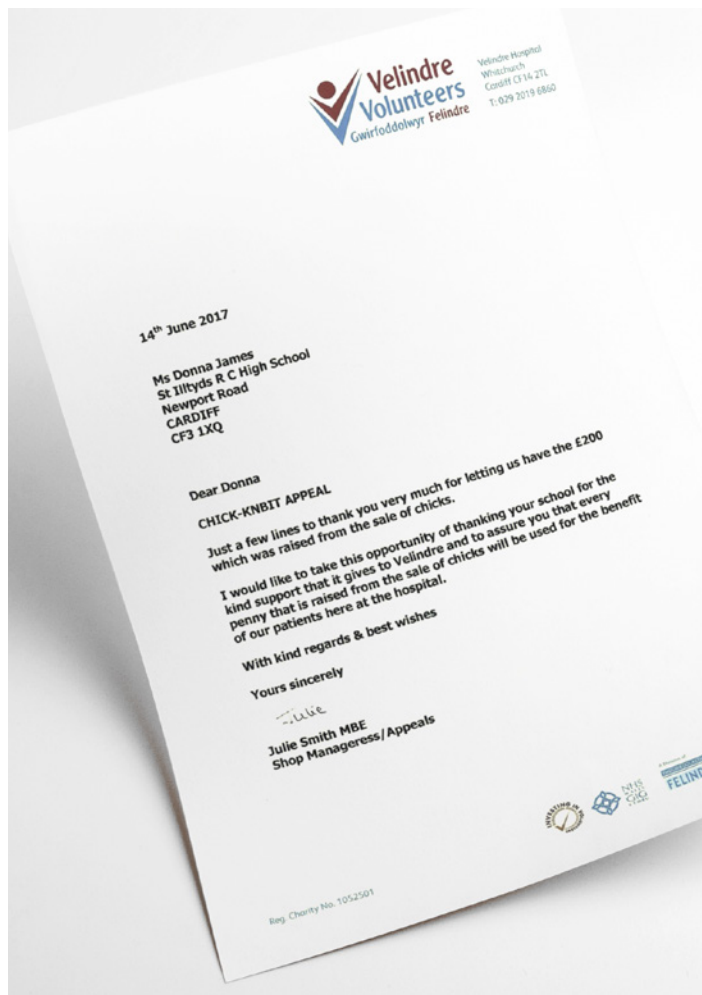 Velindre
Volunteers
Gwirfoddolwyr Felindre
Velindre Hospital
Whitchurch
Cardiff CF14 2TL
T: 029 2019 6860
14th June 2017
Ms Donna James
St Illtyds R C High School
Newport Road
CARDIFF
CF3 1XQ
Dear Donna
CHICK-KNBIT APPEAL
Just a few lines to thank you very much for letting us have the £200
which was raised from the sale of chicks.
I would like to take this opportunity of thanking your school for the
kind support that it gives to Velindre and to assure you that every
penny that is raised from the sale of chicks will be used for the benefit
of our patients here at the hospital.
With kind regards & best wishes
Yours sincerely
Julie
Julie Smith MBE
Shop Manageress/Appeals
INVESTING IN
NHS
GIG
FELIND
Reg. Charity No. 1052501